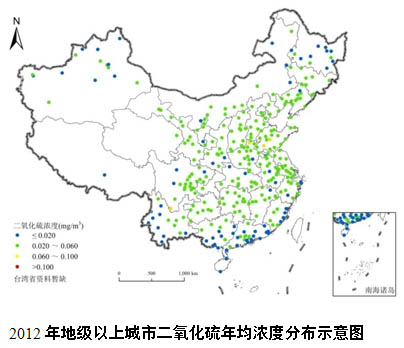 N
二氧化硫浓度(mg/m³)
≤0.020
0.020～0.060
0.060～0.100
>0.100
台湾省资料暂缺
0 500 1,000
南海诸岛
2012 年地级以上城市二氧化硫年均浓度分布示意图